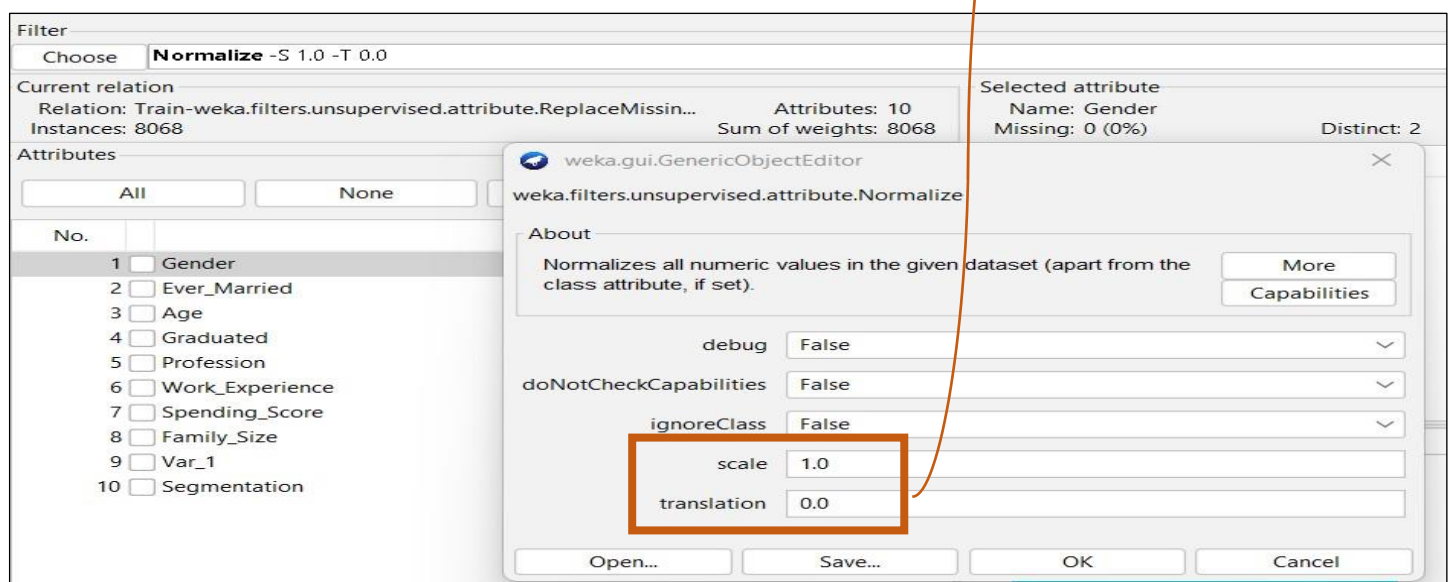 Filter
Choose Normalize -S 1.0 -T 0.0
Current relation
Relation: Train-weka.filters.unsupervised.attribute.ReplaceMissin... Attributes: 10
Instances: 8068 Sum of weights: 8068
Selected attribute
Name: Gender
Missing: 0 (0%) Distinct: 2
Attributes
All None
No.
1 Gender
2 Ever_Married
3 Age
4 Graduated
5 Profession
6 Work_Experience
7 Spending_Score
8 Family_Size
9 Var_1
10 Segmentation
weka.gui.GenericObjectEditor
weka.filters.unsupervised.attribute.Normalize
About
Normalizes all numeric values in the given dataset (apart from the
class attribute, if set).
More
Capabilities
debug False
doNotCheckCapabilities False
ignoreClass False
scale 1.0
translation 0.0
Open... Save... OK Cancel